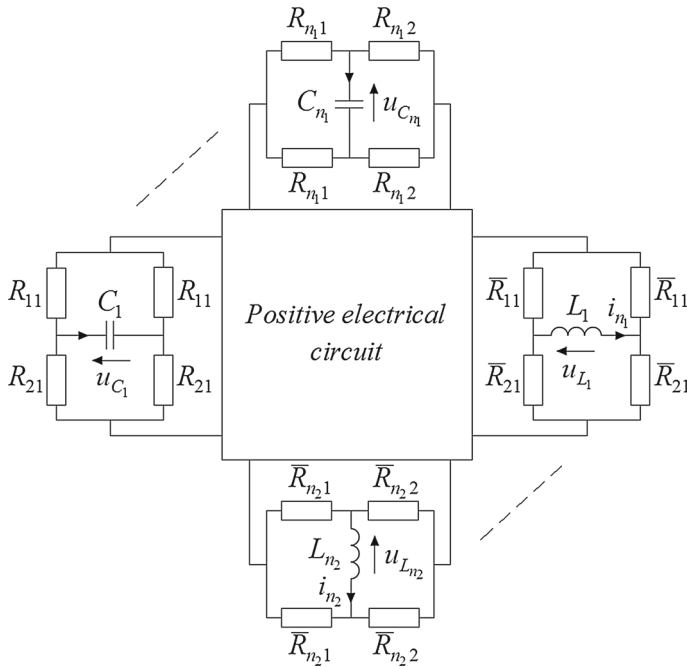 R_{n_1 1} R_{n_1 2}
C_{n_1} u_{C_{n_1}}
R_{n_1 1} R_{n_1 2}
R_{11} C_1 R_{11}
R_{21} u_{C_1} R_{21}
Positive electrical
circuit
R̅_{11} L_1 i_{n_1} R̅_{11}
R̅_{21} u_{L_1} R̅_{21}
R̅_{n_2 1} R̅_{n_2 2}
L_{n_2} u_{L_{n_2}}
i_{n_2}
R̅_{n_2 1} R̅_{n_2 2}